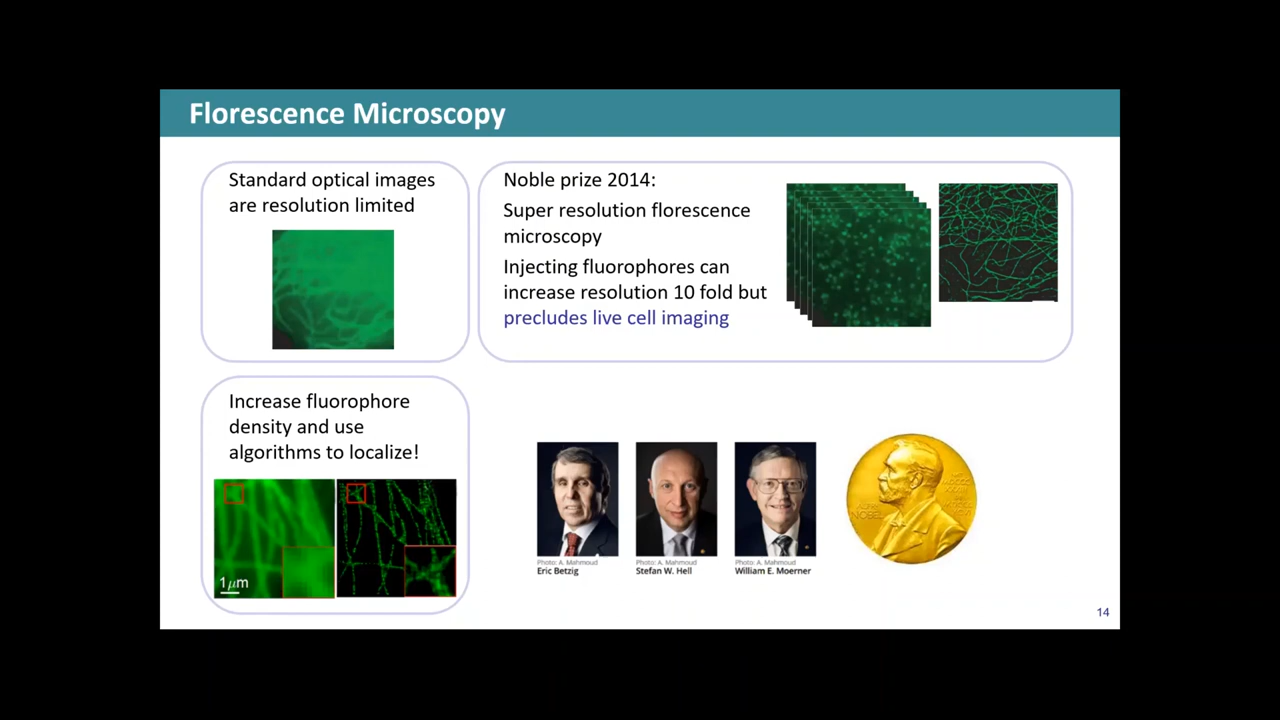 Florescence Microscopy
Standard optical images
are resolution limited
Noble prize 2014:
Super resolution florescence
microscopy
Injecting fluorophores can
increase resolution 10 fold but
precludes live cell imaging
Increase fluorophore
density and use
algorithms to localize!
1μm
Photo: A. Mahmoud
Eric Betzig
Photo: A. Mahmoud
Stefan W. Hell
Photo: A. Mahmoud
William E. Moerner
NOBEL
14